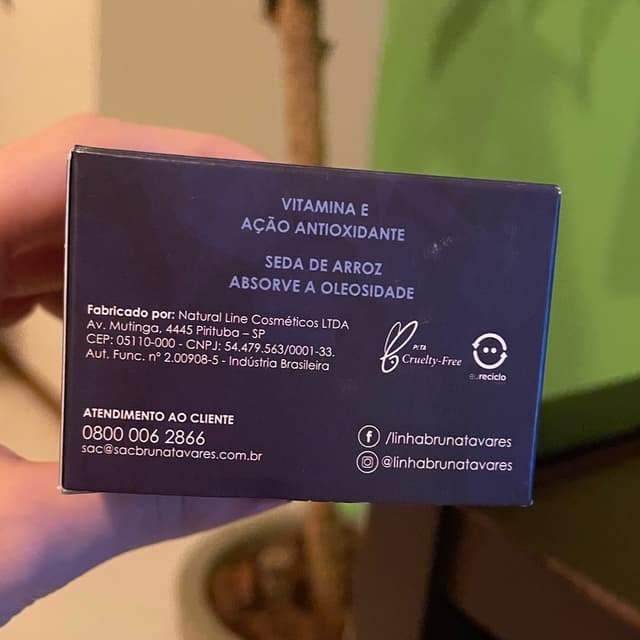 VITAMINA E
AÇÃO ANTIOXIDANTE
SEDA DE ARROZ
ABSORVE A OLEOSIDADE
Fabricado por: Natural Line Cosméticos LTDA
Av. Mutinga, 4445 Pirituba – SP
CEP: 05110-000 - CNPJ: 54.479.563/0001-33.
Aut. Func. nº 2.00908-5 - Indústria Brasileira
PETA
Cruelty-Free
eureciclo
ATENDIMENTO AO CLIENTE
0800 006 2866
sac@sacbrunatavares.com.br
/linhabrunatavares
@linhabrunatavares